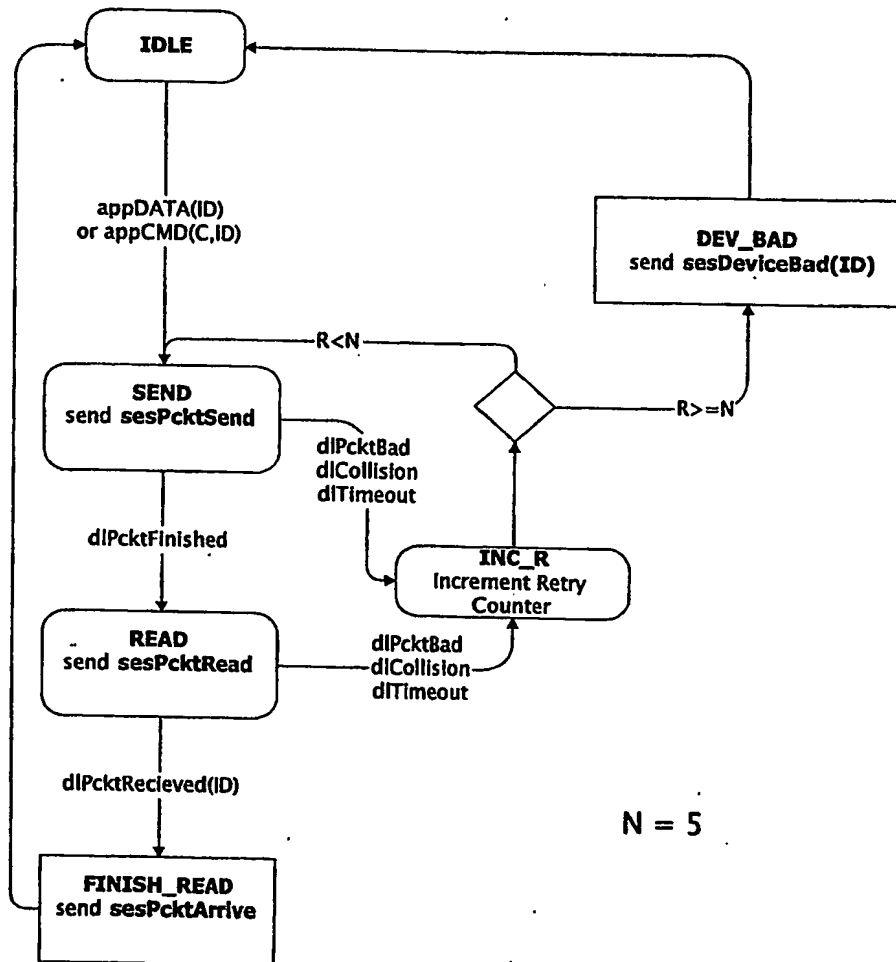 IDLE
appDATA(ID)
or appCMD(C,ID)
DEV_BAD
send sesDeviceBad(ID)
R<N
SEND
send sesPcktSend
R>=N
dlPcktBad
dlCollision
dlTimeout
dlPcktFinished
INC_R
Increment Retry
Counter
READ
send sesPcktRead
dlPcktBad
dlCollision
dlTimeout
dlPcktRecieved(ID)
N = 5
FINISH_READ
send sesPcktArrive